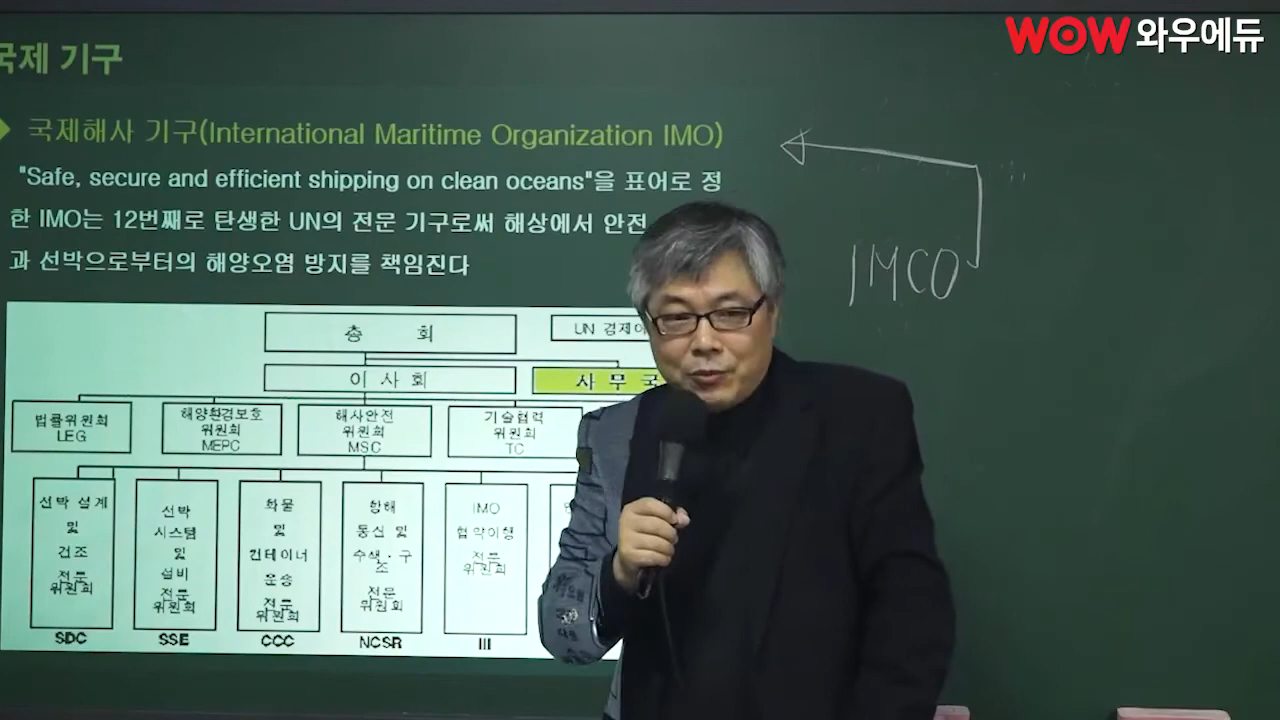 WOW 와우에듀
국제 기구
국제해사 기구(International Maritime Organization IMO)
"Safe, secure and efficient shipping on clean oceans"을 표어로 정
한 IMO는 12번째로 탄생한 UN의 전문 기구로써 해상에서 안전
과 선박으로부터의 해양오염 방지를 책임진다
IMCO
총 회
UN 경제
이 사 회
사 무 국
법률위원회
LEG
해양환경보호
위원회
MEPC
해사안전
위원회
MSC
기술협력
위원회
TC
선박 설계
및
건조
전문
위원회
SDC
선박
시스템
및
설비
전문
위원회
SSE
화물
및
컨테이너
운송
전문
위원회
CCC
항해
통신 및
수색·구
조
전문
위원회
NCSR
IMO
협약이행
전문
위원회
III